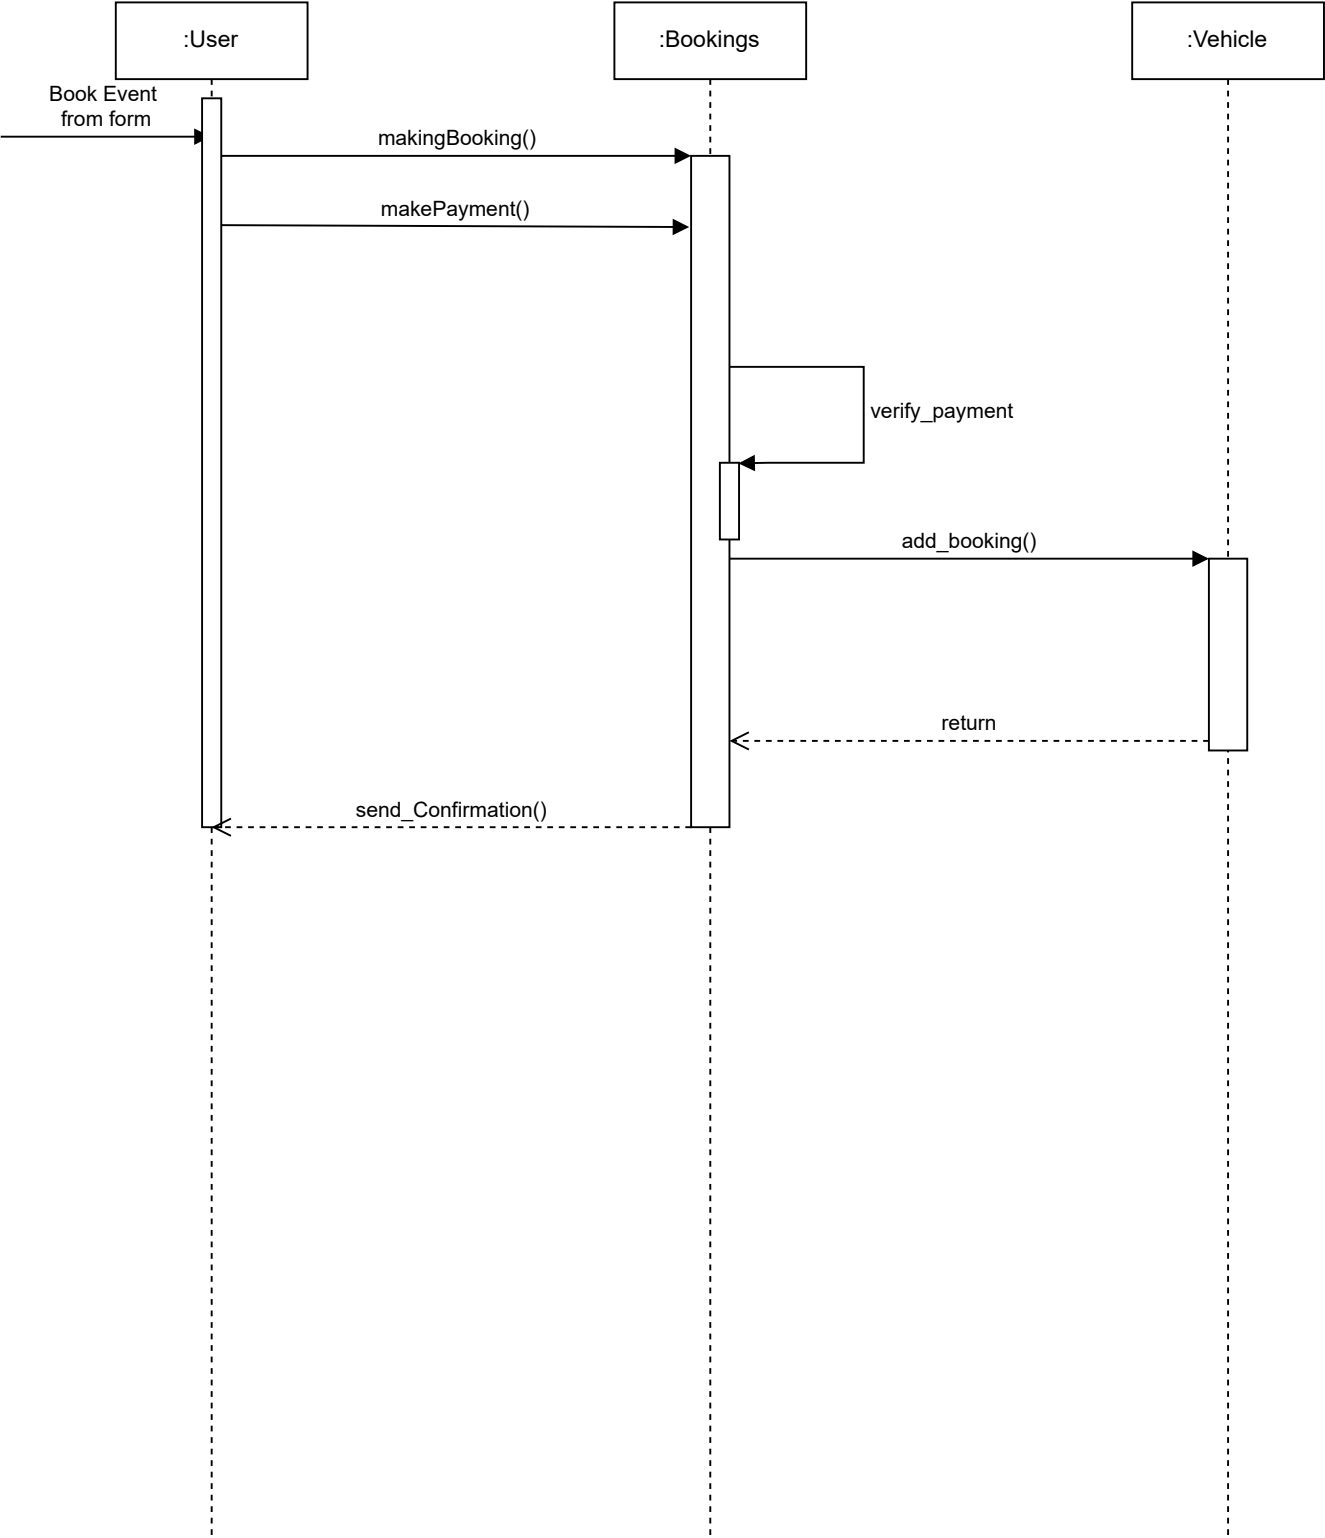 :User
:Bookings
:Vehicle
Book Event
from form
makingBooking()
makePayment()
verify_payment
add_booking()
return
send_Confirmation()